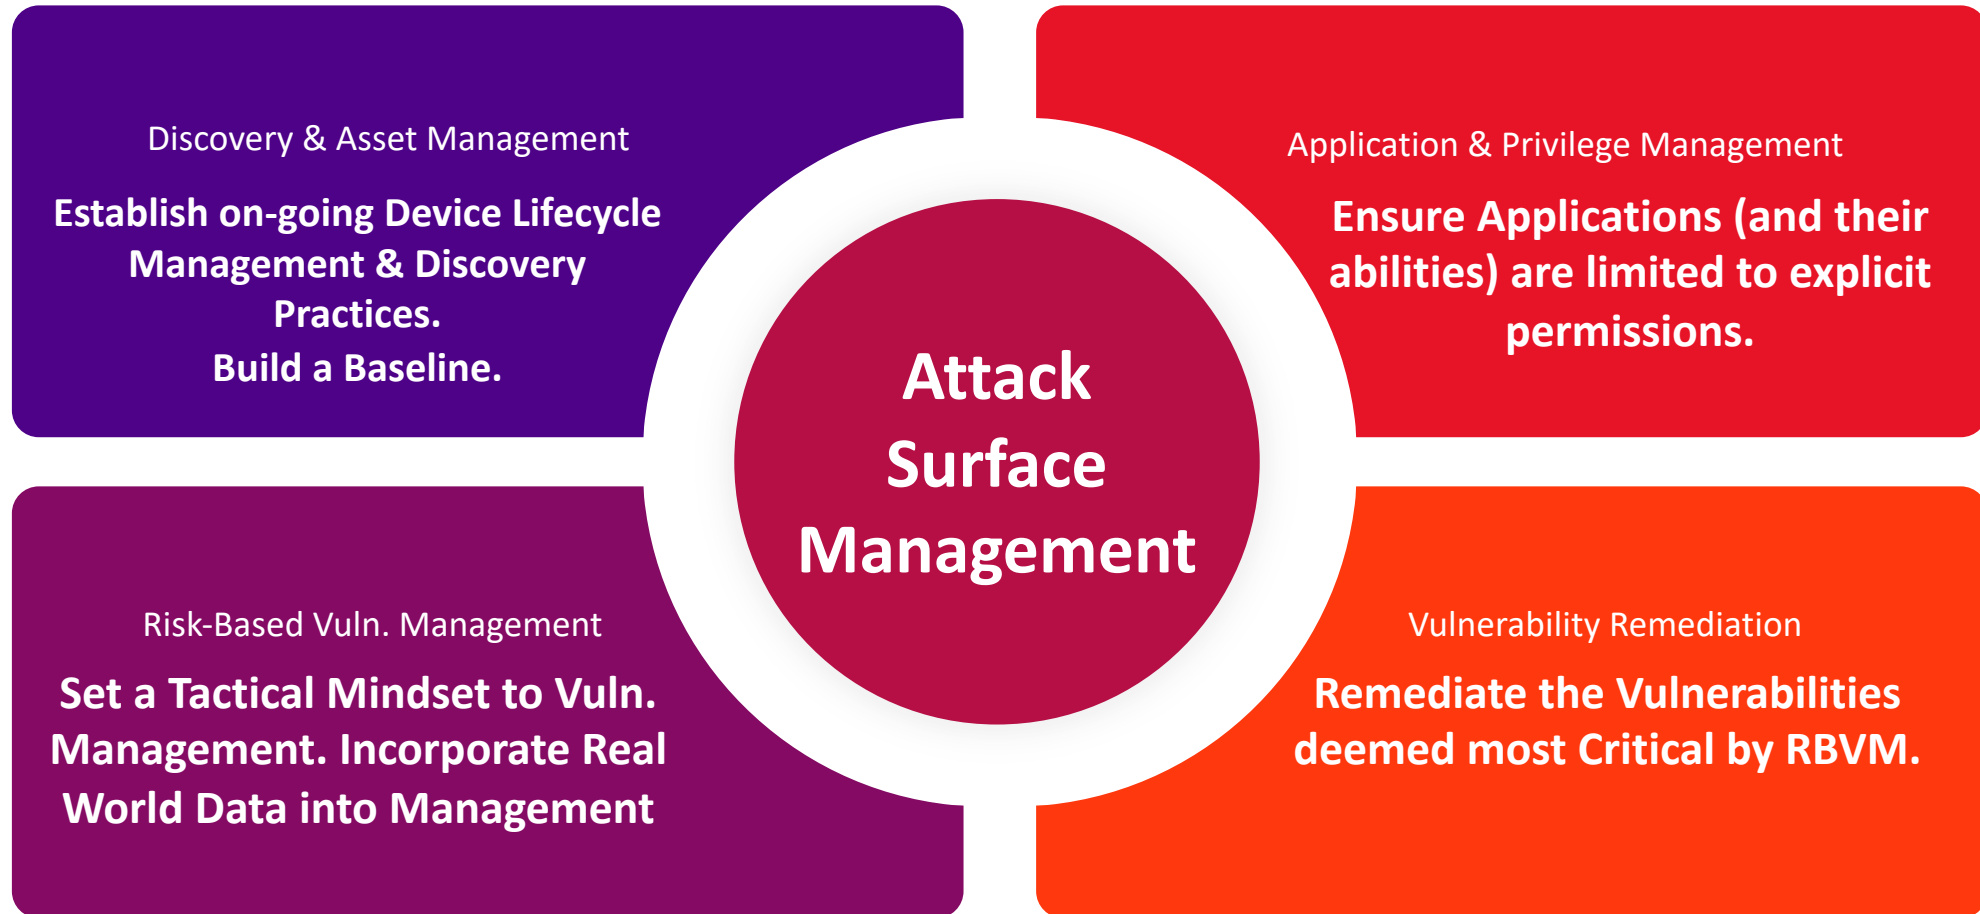 Discovery & Asset Management
Establish on-going Device Lifecycle
Management & Discovery
Practices.
Build a Baseline.
Application & Privilege Management
Ensure Applications (and their
abilities) are limited to explicit
permissions.
Attack
Surface
Management
Risk-Based Vuln. Management
Set a Tactical Mindset to Vuln.
Management. Incorporate Real
World Data into Management
Vulnerability Remediation
Remediate the Vulnerabilities
deemed most Critical by RBVM.